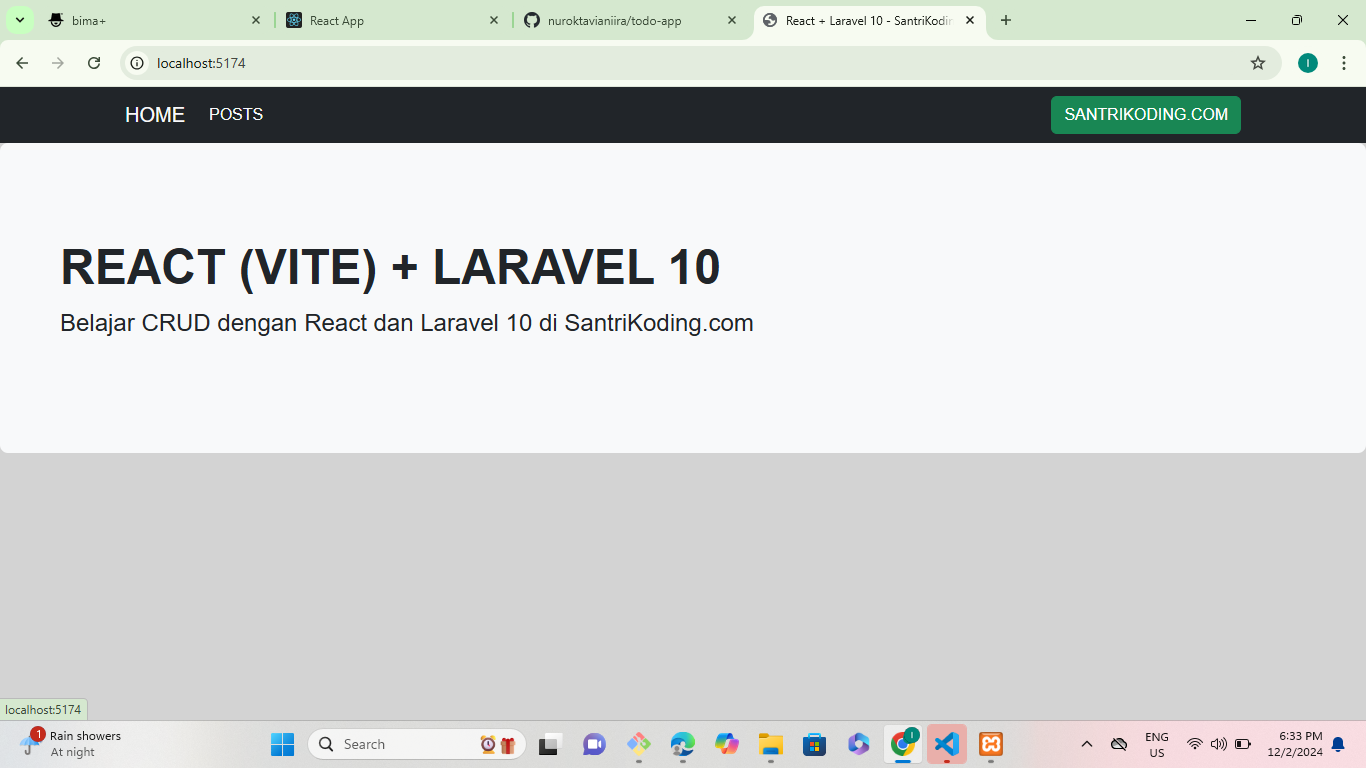 bima+
React App
nuroktavianiira/todo-app
React + Laravel 10 - SantriKodin
localhost:5174
I
HOME
POSTS
SANTRIKODING.COM
REACT (VITE) + LARAVEL 10
Belajar CRUD dengan React dan Laravel 10 di SantriKoding.com
localhost:5174
1
Rain showers
At night
Search
I
ENG
US
6:33 PM
12/2/2024